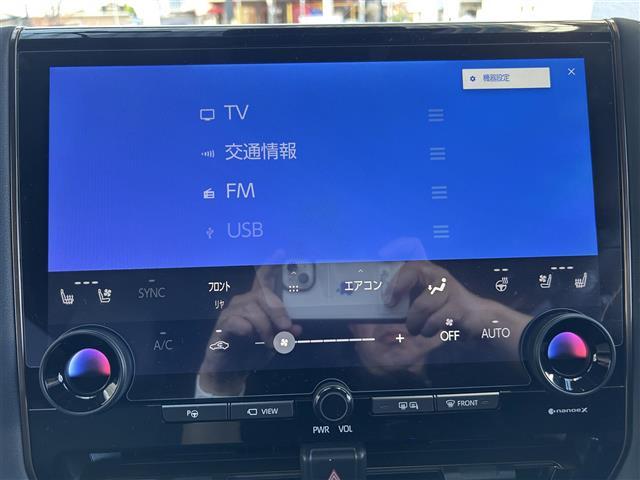 機器設定
TV
交通情報
FM
USB
SYNC
フロント
リヤ
エアコン
A/C
OFF
AUTO
P
VIEW
FRONT
PWR VOL
nanoeX